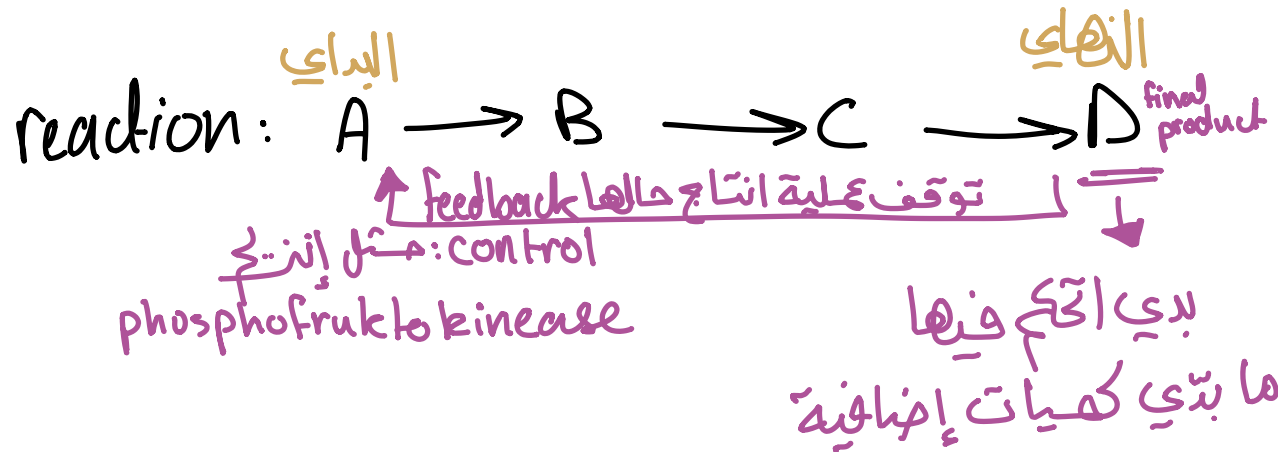 البداي
النهاي
reaction: A → B → C → D final product
توقف عملية انتاج حالها feedback
control: مثل إنزيم
phosphofruktokinease
بدي اتحكم فيها
ما بدّي كميات إضافية